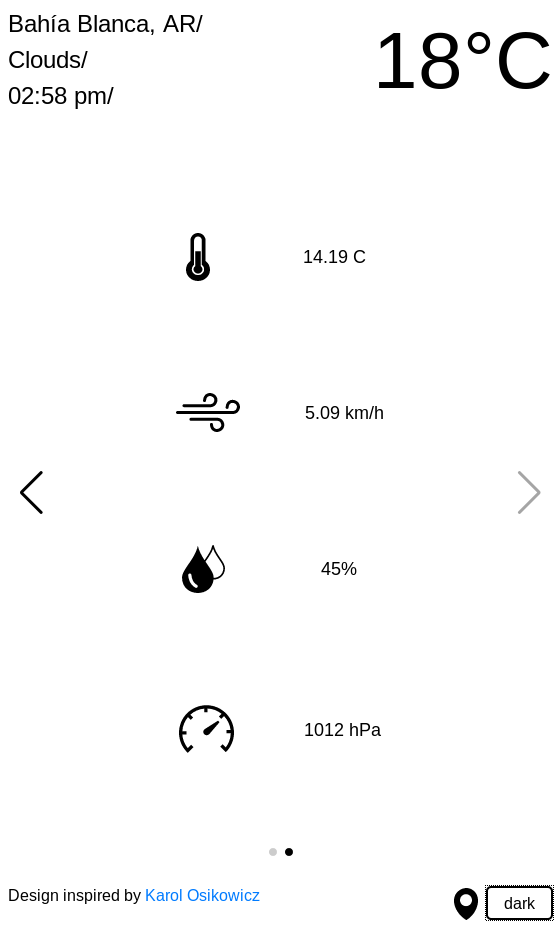 Bahía Blanca, AR/
Clouds/
02:58 pm/
18°C
14.19 C
5.09 km/h
45%
1012 hPa
Design inspired by Karol Osikowicz
dark